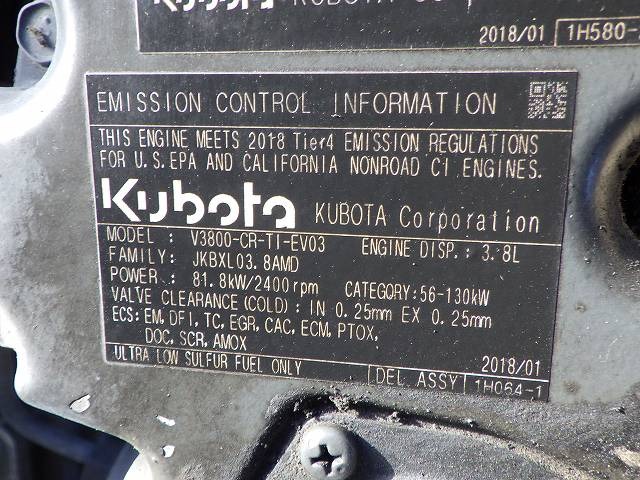 Kubota
2018/01 1H580-
EMISSION CONTROL INFORMATION
THIS ENGINE MEETS 2018 Tier4 EMISSION REGULATIONS
FOR U.S.EPA AND CALIFORNIA NONROAD CI ENGINES.
Kubota KUBOTA Corporation
MODEL : V3800-CR-TI-EV03 ENGINE DISP.: 3.8L
FAMILY: JKBXL03.8AMD
POWER : 81.8kW/2400rpm CATEGORY:56-130kW
VALVE CLEARANCE(COLD): IN 0.25mm EX 0.25mm
ECS: EM, DFI, TC, EGR, CAC, ECM, PTOX,
DOC, SCR, AMOX 2018/01
ULTRA LOW SULFUR FUEL ONLY DEL ASSY 1H064-1